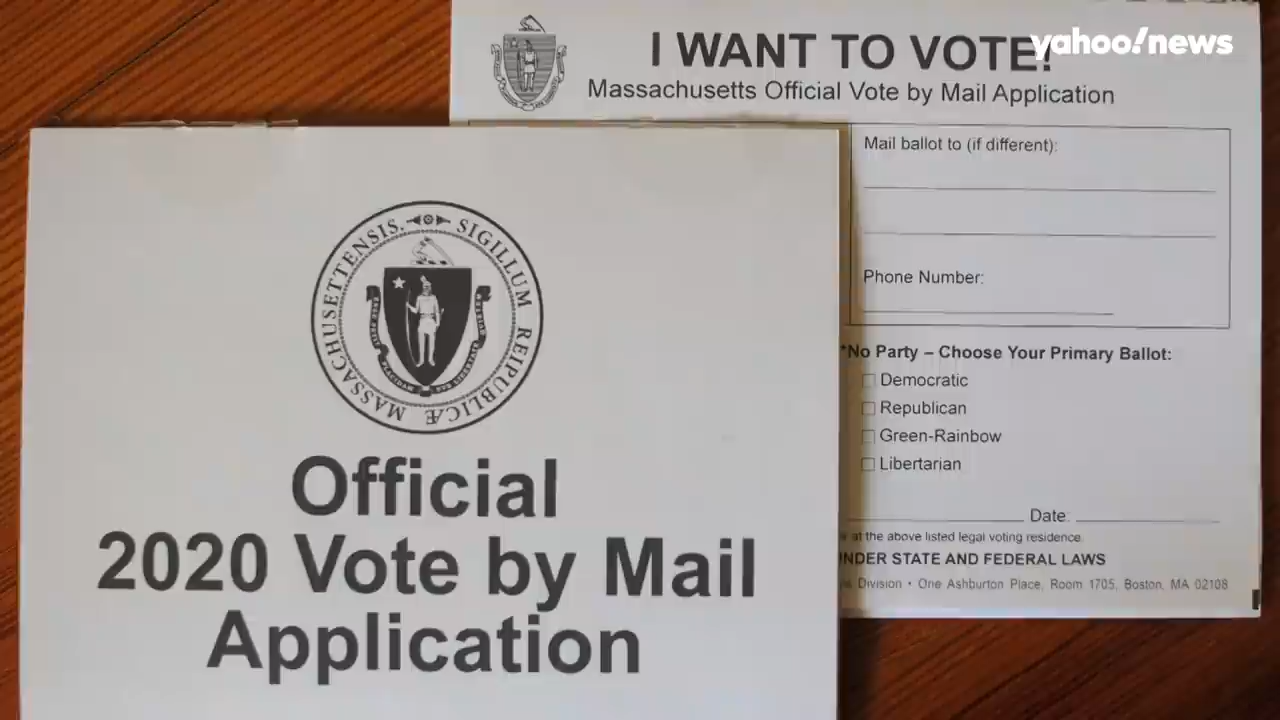 yahoo!news
I WANT TO VOTE!
Massachusetts Official Vote by Mail Application
Mail ballot to (if different):
Phone Number:
*No Party – Choose Your Primary Ballot:
Democratic
Republican
Green-Rainbow
Libertarian
Date:
at the above listed legal voting residence.
UNDER STATE AND FEDERAL LAWS
Division • One Ashburton Place, Room 1705, Boston, MA 02108
SIGILLUM REIPUBLICÆ MASSACHUSETTENSIS.
Official
2020 Vote by Mail
Application